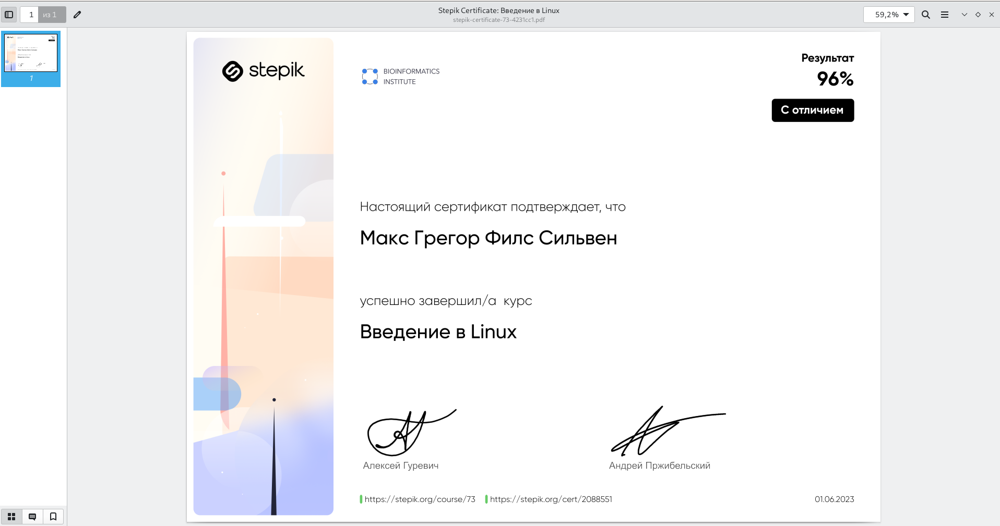 1 из 1
Stepik Certificate: Введение в Linux
stepik-certificate-73-4231cc1.pdf
59,2%
1
stepik
BIOINFORMATICS
INSTITUTE
Результат
96%
С отличием
Настоящий сертификат подтверждает, что
Макс Грегор Филс Сильвен
успешно завершил/а курс
Введение в Linux
Алексей Гуревич
Андрей Пржибельский
https://stepik.org/course/73
https://stepik.org/cert/2088551
01.06.2023